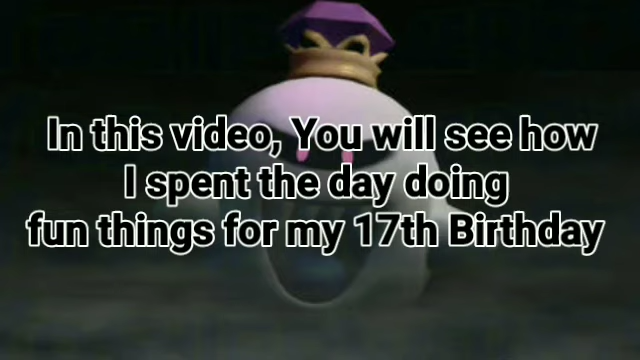 In this video, You will see how
I spent the day doing
fun things for my 17th Birthday